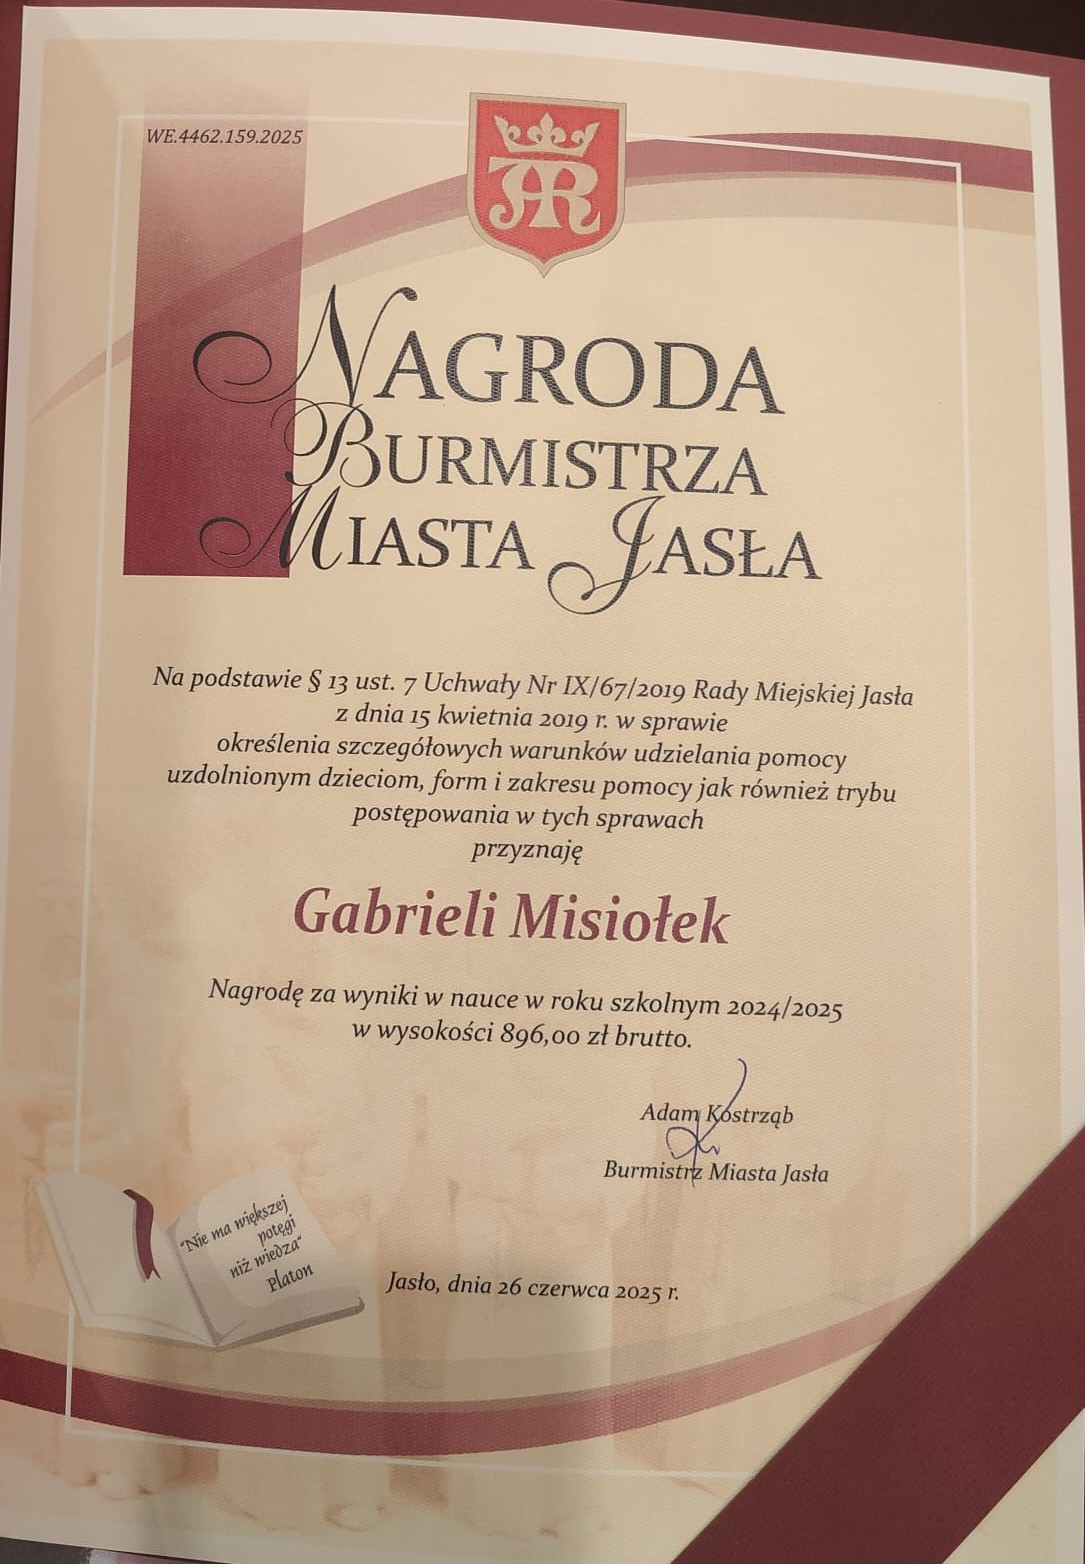 WE.4462.159.2025
AR
NAGRODA
BURMISTRZA
MIASTA JASŁA
Na podstawie § 13 ust. 7 Uchwały Nr IX/67/2019 Rady Miejskiej Jasła
z dnia 15 kwietnia 2019 r. w sprawie
określenia szczegółowych warunków udzielania pomocy
uzdolnionym dzieciom, form i zakresu pomocy jak również trybu
postępowania w tych sprawach
przyznaję
Gabrieli Misiołek
Nagrodę za wyniki w nauce w roku szkolnym 2024/2025
w wysokości 896,00 zł brutto.
Adam Kostrząb
Burmistrz Miasta Jasła
"Nie ma większej
potęgi
niż wiedza"
Platon
Jasło, dnia 26 czerwca 2025 r.